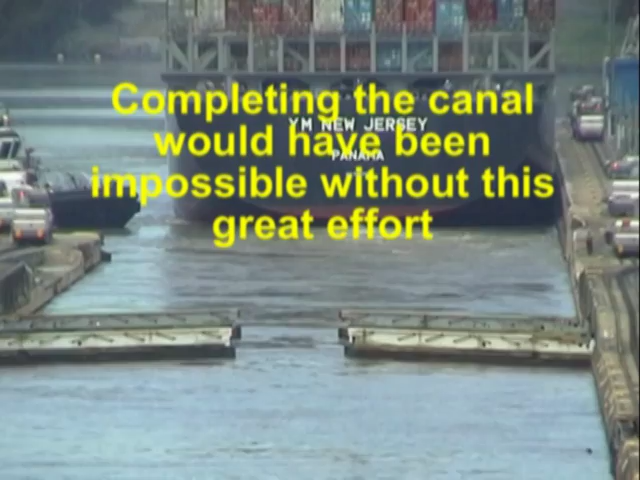 Completing the canal
would have been
impossible without this
great effort
YM NEW JERSEY
PANAMA